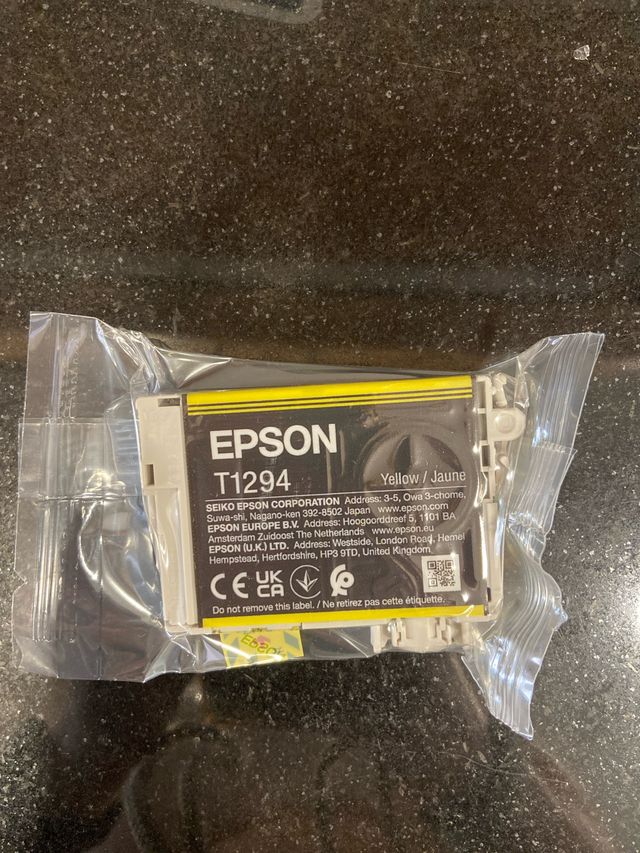 EPSON
T1294
Yellow / Jaune
SEIKO EPSON CORPORATION Address: 3-5, Owa 3-chome,
Suwa-shi, Nagano-ken 392-8502 Japan www.epson.com
EPSON EUROPE B.V. Address: Hoogoorddreef 5, 1101 BA
Amsterdam Zuidoost The Netherlands www.epson.eu
EPSON (U.K.) LTD. Address: Westside, London Road, Hemel
Hempstead, Hertfordshire, HP3 9TD, United Kingdom
CE UK
CA
Do not remove this label. / Ne retirez pas cette étiquette.
EPSON